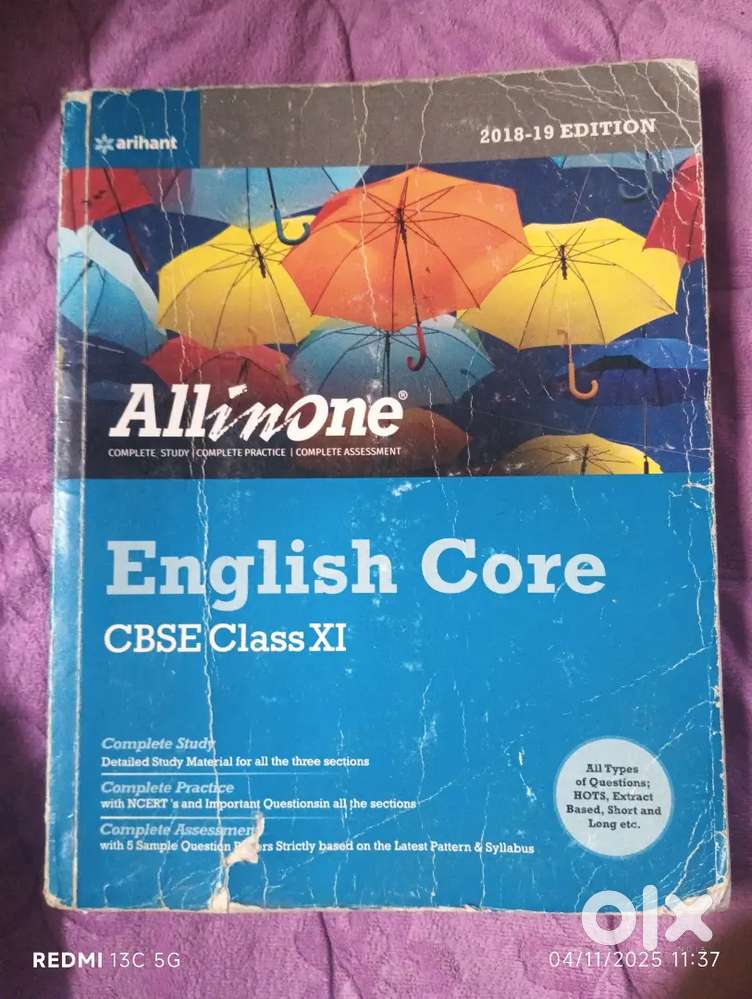 arihant
2018-19 EDITION
Allinone®
COMPLETE STUDY | COMPLETE PRACTICE | COMPLETE ASSESSMENT
English Core
CBSE Class XI
Complete Study
Detailed Study Material for all the three sections
Complete Practice
with NCERT's and Important Questionsin all the sections
Complete Assessment
with 5 Sample Question Papers Strictly based on the Latest Pattern & Syllabus
All Types
of Questions;
HOTS, Extract
Based, Short and
Long etc.
olx
REDMI 13C 5G
04/11/2025 11:37